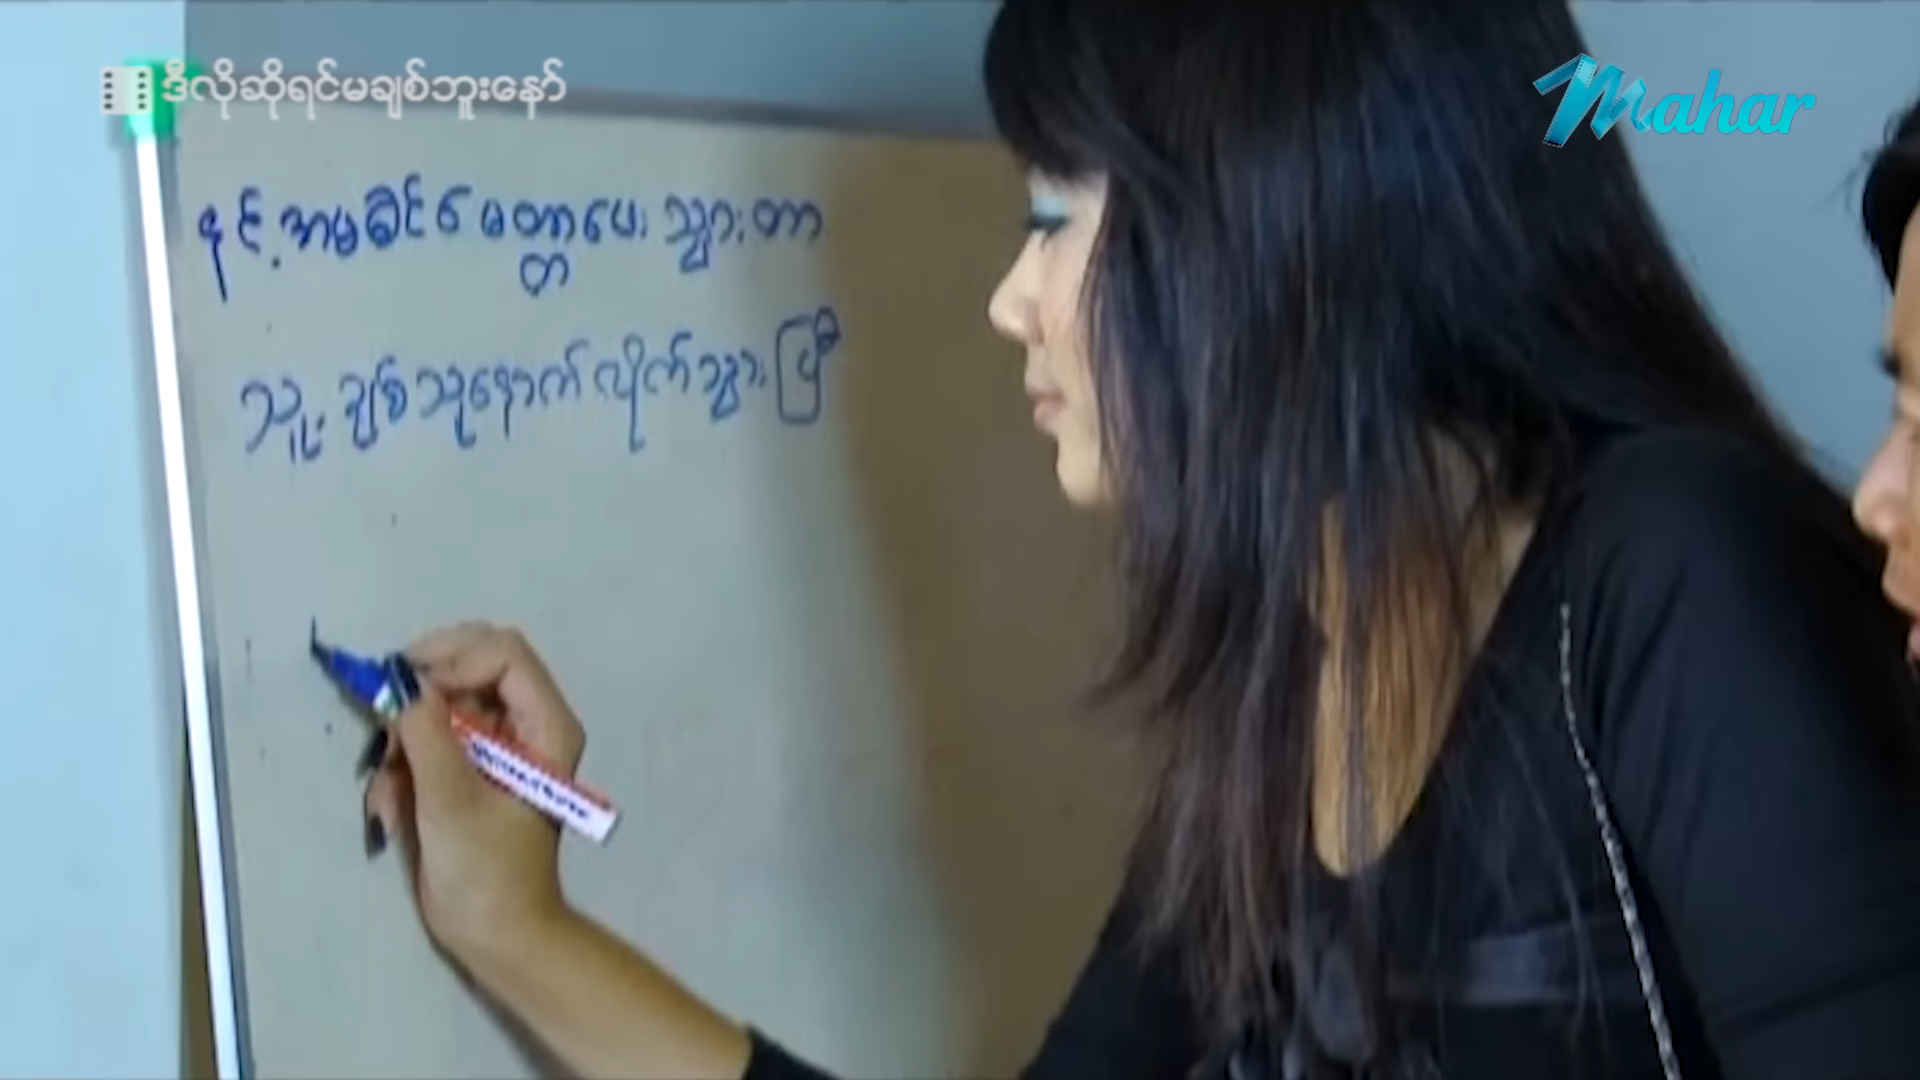 ဒီလိုဆိုရင်မချစ်ဘူးနော်
Mahar
နင့်အမခင်မေတ္တာပေးသွားတာ
သူ့ချစ်သူနောက်လိုက်သွားပြီ